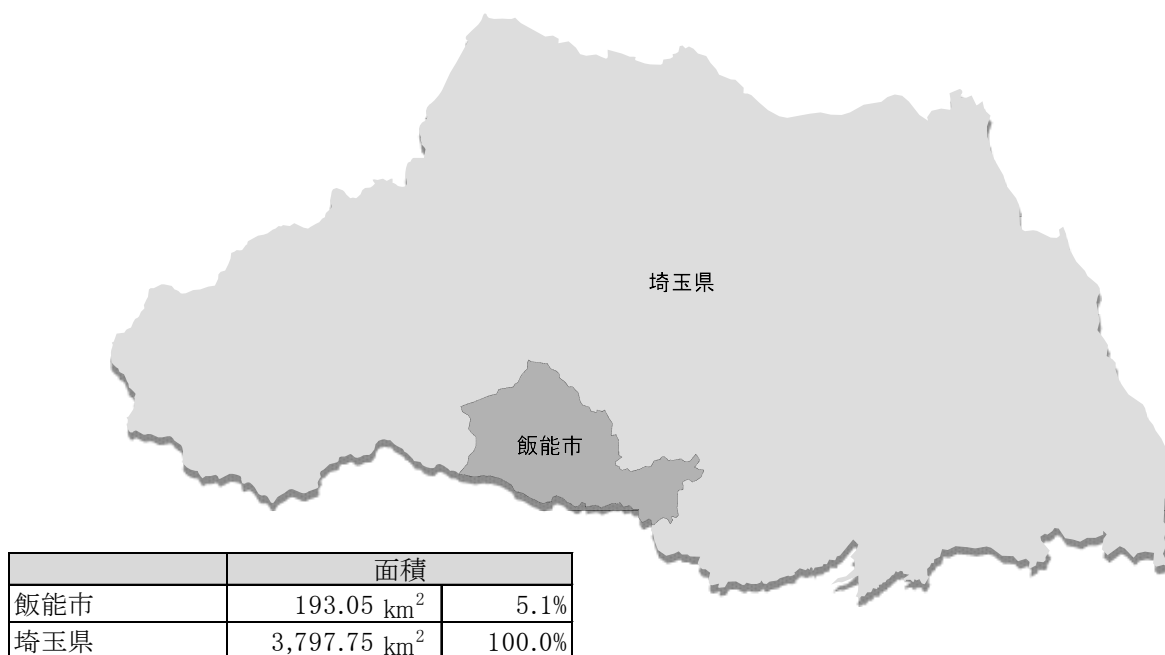 埼玉県
飯能市
面積
飯能市 193.05 km² 5.1%
埼玉県 3,797.75 km² 100.0%